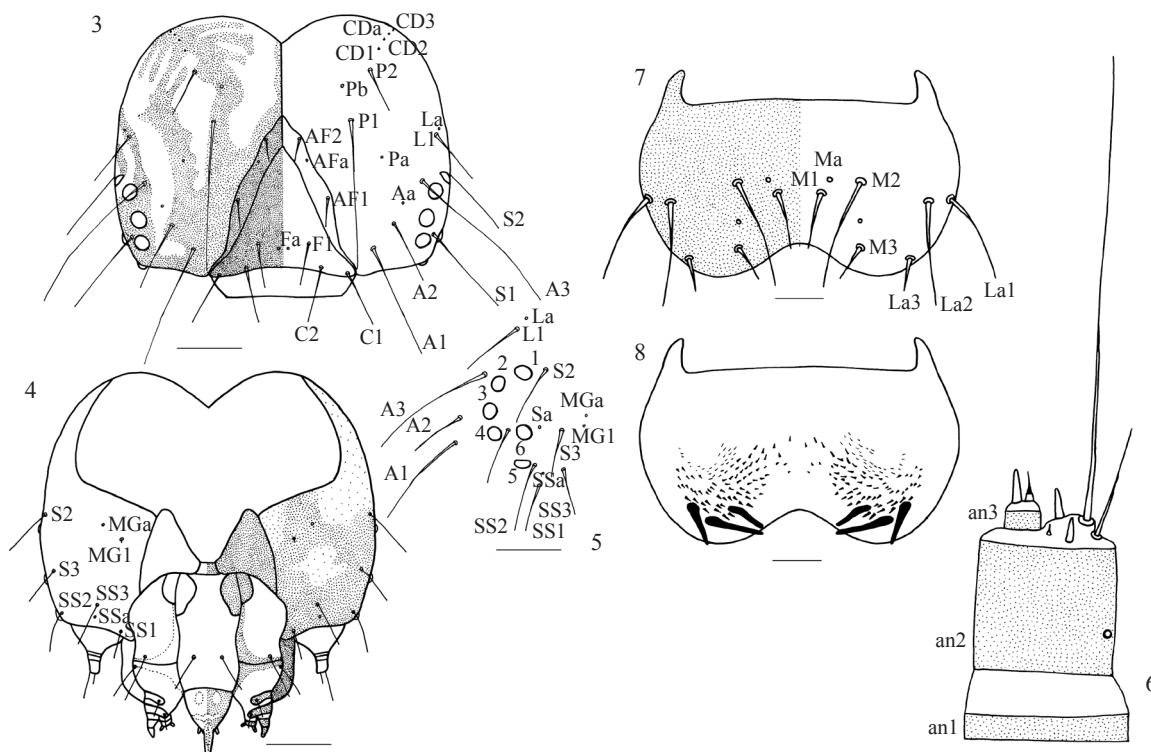 3
CDa CD3
CD1 CD2
P2
Pb
P1
La
L1
AF2
AFa
Pa
AF1
Aa
S2
Fa F1
A2
S1
A3
C2
C1
A1
4
S2
MGa
MG1
S3
SS2
SS3
SSa
SS1
La
L1
2
1
S2
3
A3
A2
Sa
MGa
4
MG1
A1
6
S3
5
SSa
SS3
SS2
SS1
5
7
Ma
M1
M2
M3
La3
La2
La1
8
an3
an2
an1
6